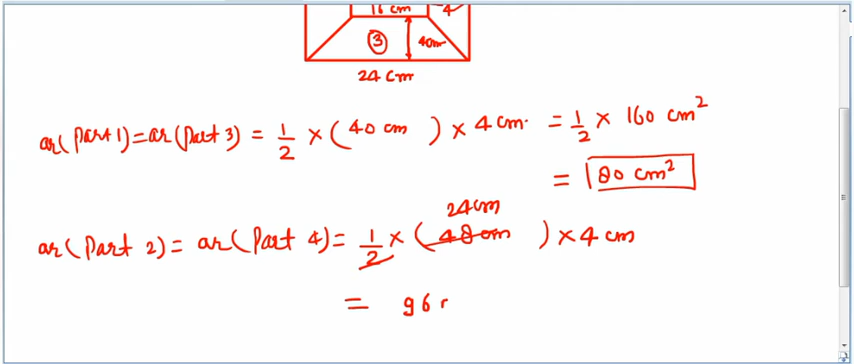 16 cm 4
3 4cm
24 cm
ar(Part 1) = ar(Part 3) = 1/2 × (40 cm) × 4 cm. = 1/2 × 160 cm²
= 80 cm²
24 cm
ar(Part 2) = ar(Part 4) = 1/2 × (48 cm) × 4 cm
= 96